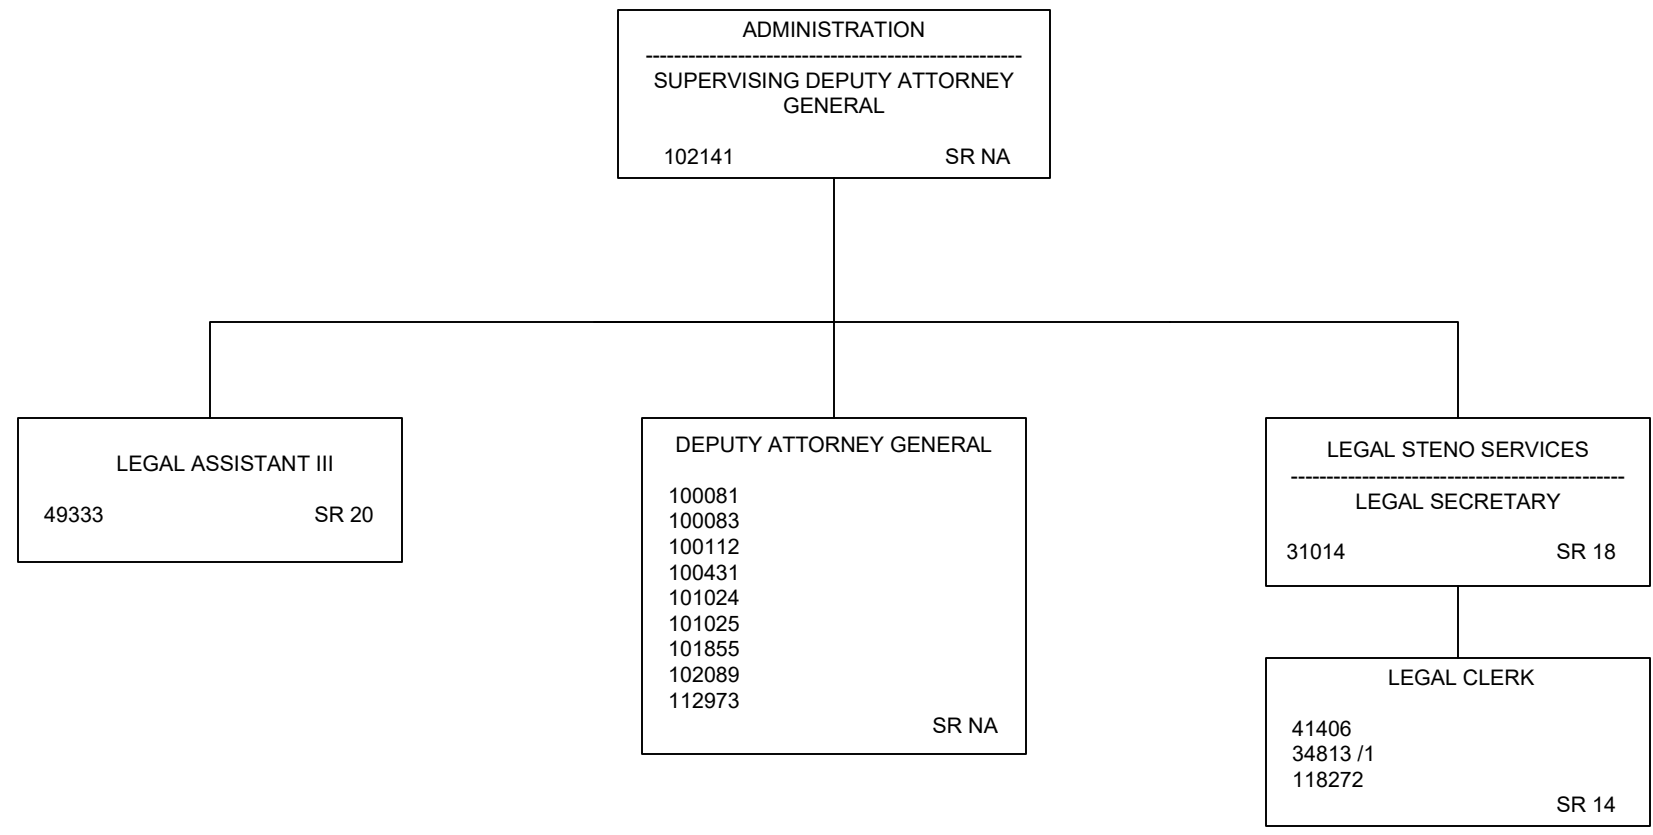 ADMINISTRATION
-----------------------------------------------------
SUPERVISING DEPUTY ATTORNEY
GENERAL
102141 SR NA
LEGAL ASSISTANT III
49333 SR 20
DEPUTY ATTORNEY GENERAL
100081
100083
100112
100431
101024
101025
101855
102089
112973
SR NA
LEGAL STENO SERVICES
-----------------------------------------------
LEGAL SECRETARY
31014 SR 18
LEGAL CLERK
41406
34813 /1
118272
SR 14